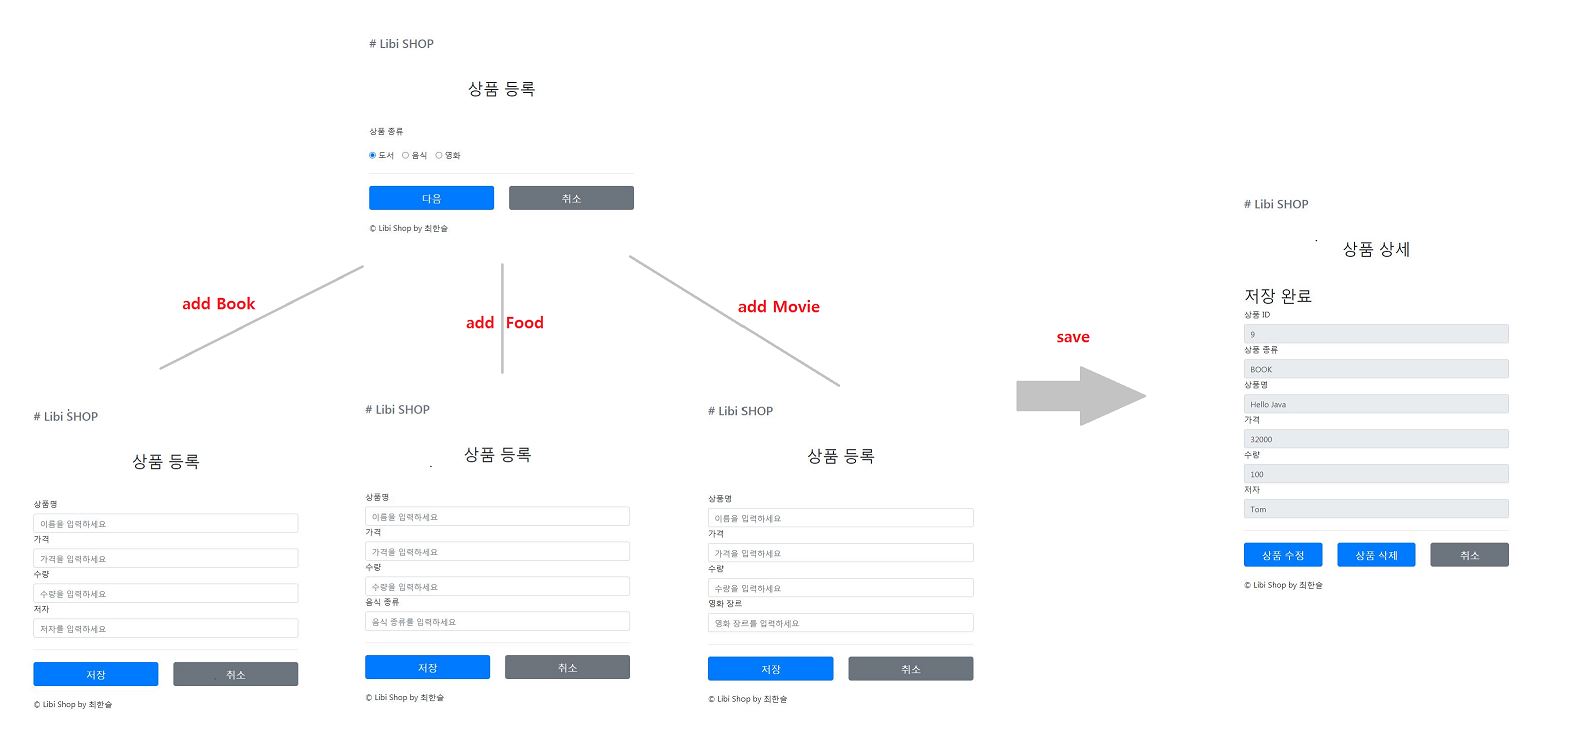 # Libi SHOP
상품 등록
상품 종류
도서 음식 영화
다음 취소
© Libi Shop by 최한슬
add Book
add Food
add Movie
# Libi SHOP
상품 등록
상품명
이름을 입력하세요
가격
가격을 입력하세요
수량
수량을 입력하세요
저자
저자를 입력하세요
저장 취소
© Libi Shop by 최한슬
# Libi SHOP
상품 등록
상품명
이름을 입력하세요
가격
가격을 입력하세요
수량
수량을 입력하세요
음식 종류
음식 종류를 입력하세요
저장 취소
© Libi Shop by 최한슬
# Libi SHOP
상품 등록
상품명
이름을 입력하세요
가격
가격을 입력하세요
수량
수량을 입력하세요
영화 장르
영화 장르를 입력하세요
저장 취소
© Libi Shop by 최한슬
save
# Libi SHOP
상품 상세
저장 완료
상품 ID
9
상품 종류
BOOK
상품명
Hello Java
가격
32000
수량
100
저자
Tom
상품 수정 상품 삭제 취소
© Libi Shop by 최한슬